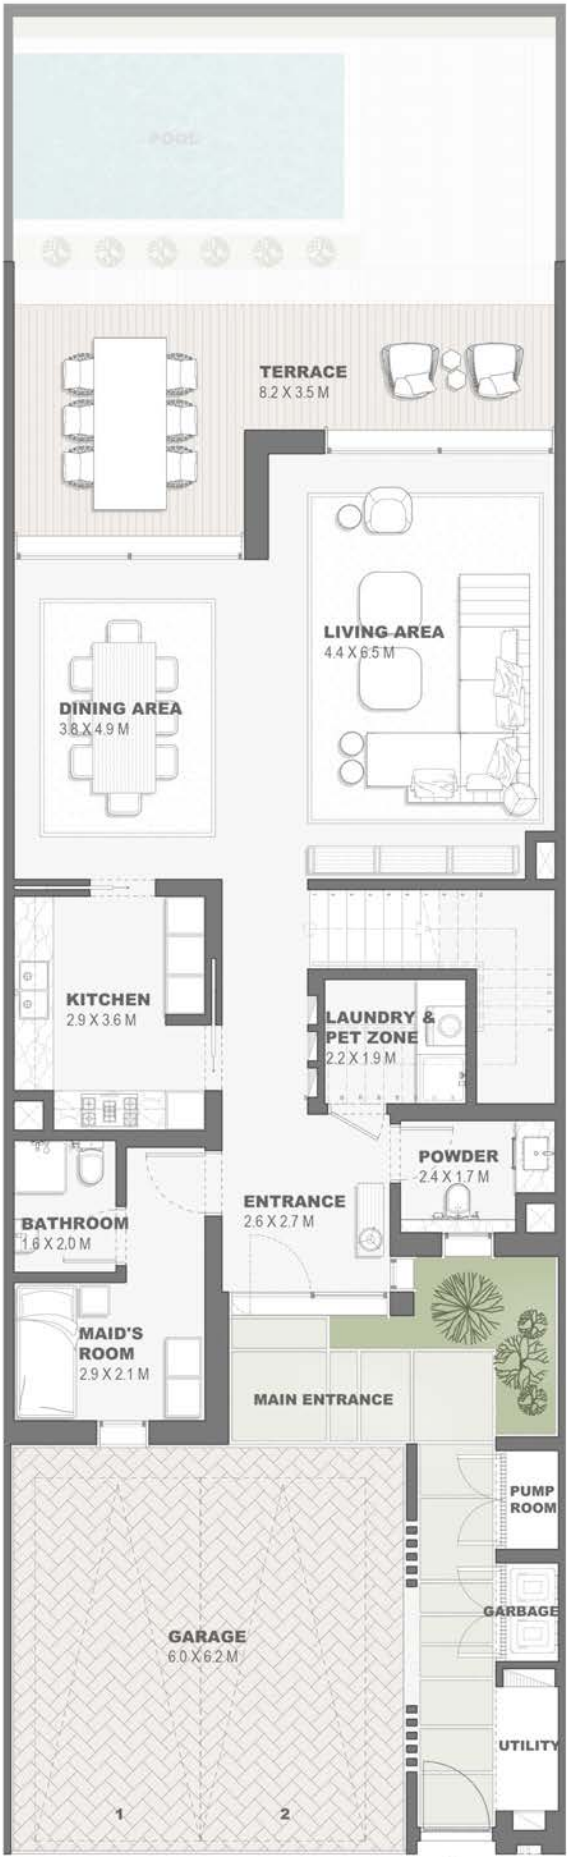 POOL
TERRACE
8.2 X 3.5 M
LIVING AREA
4.4 X 6.5 M
DINING AREA
3.8 X 4.9 M
KITCHEN
2.9 X 3.6 M
LAUNDRY &
PET ZONE
2.2 X 1.9 M
POWDER
2.4 X 1.7 M
ENTRANCE
2.6 X 2.7 M
BATHROOM
1.6 X 2.0 M
MAID'S
ROOM
2.9 X 2.1 M
MAIN ENTRANCE
PUMP
ROOM
GARBAGE
GARAGE
6.0 X 6.2 M
UTILITY
1
2